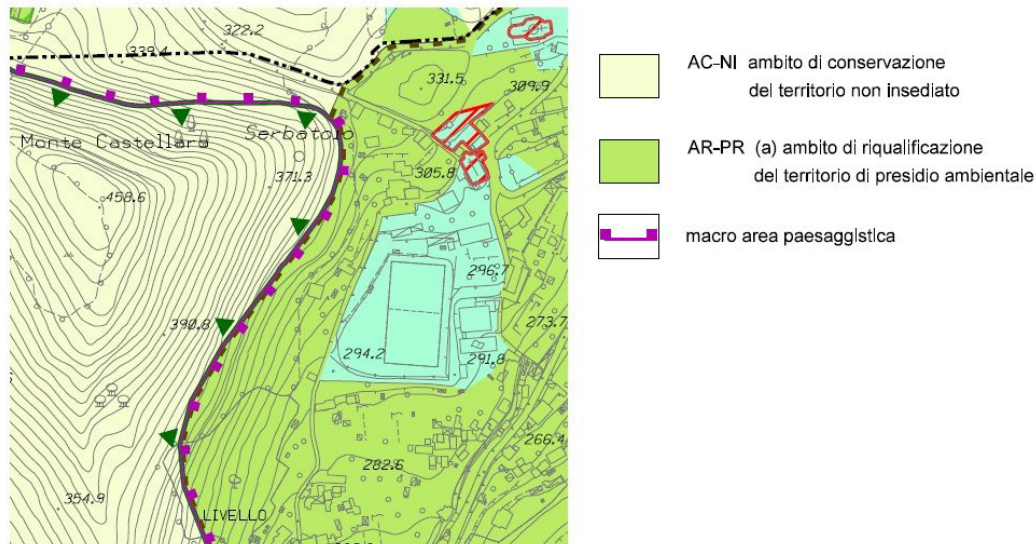 322.2
339.4
331.5
309.9
Monte Castellaro
Serbatoio
371.3
305.8
458.6
296.7
390.8
273.7
294.2
291.8
266.4
282.6
354.9
LIVELLO
AC-NI ambito di conservazione
del territorio non insediato
AR-PR (a) ambito di riqualificazione
del territorio di presidio ambientale
macro area paesaggistica